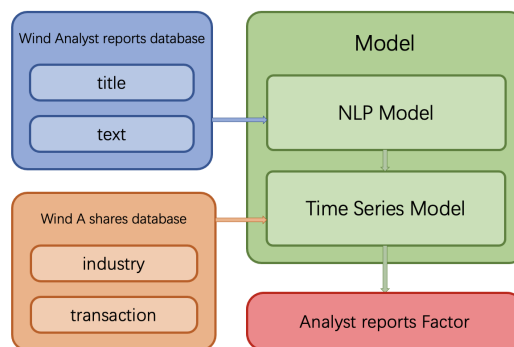 Wind Analyst reports database
title
text
Wind A shares database
industry
transaction
Model
NLP Model
Time Series Model
Analyst reports Factor